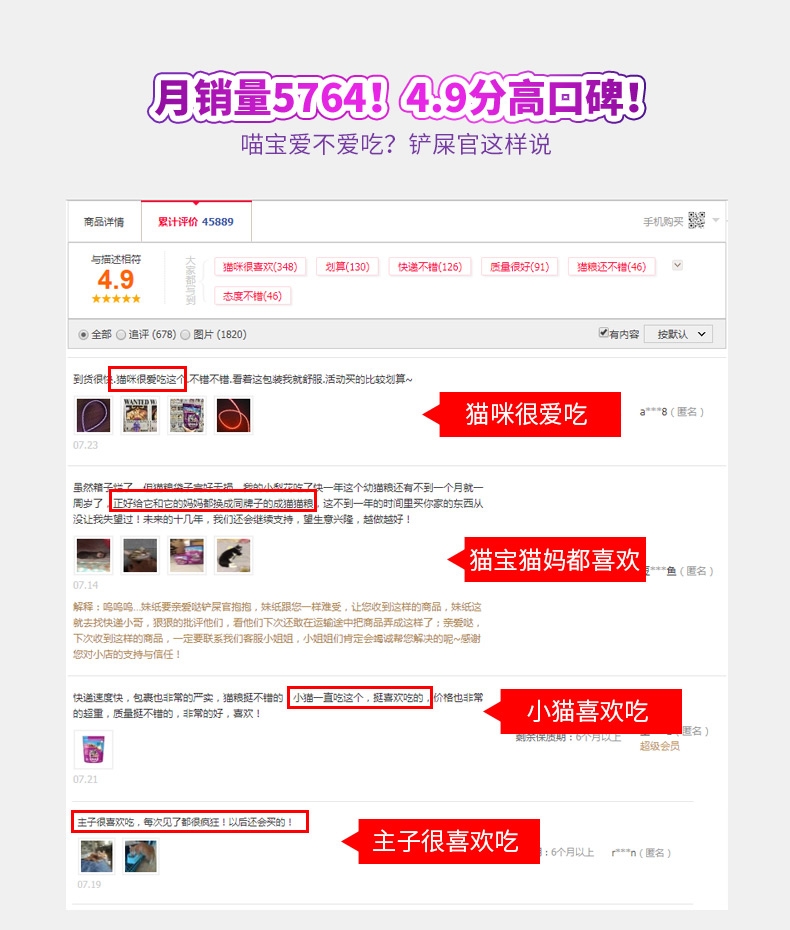 月销量5764！4.9分高口碑！
喵宝爱不爱吃？铲屎官这样说
商品详情
累计评价 45889
手机购买
与描述相符
4.9
大家都写到
猫咪很喜欢(348)
划算(130)
快递不错(126)
质量很好(91)
猫粮还不错(46)
态度不错(46)
全部
追评 (678)
图片 (1820)
有内容
按默认
到货很快.猫咪很爱吃这个.不错不错.看着这包装我就舒服.活动买的比较划算~
猫咪很爱吃
a***8（匿名）
07.23
虽然箱子烂了，但猫粮袋子完好无损，我的小梨花吃了快一年这个幼猫粮还有不到一个月就一
周岁了，正好给它和它的妈妈都换成同牌子的成猫猫粮，这不到一年的时间里买你家的东西从
没让我失望过！未来的十几年，我们还会继续支持，望生意兴隆，越做越好！
猫宝猫妈都喜欢
***鱼（匿名）
07.14
解释：呜呜呜...妹纸要亲爱哒铲屎官抱抱，妹纸跟您一样难受，让您收到这样的商品，妹纸这
就去找快递小哥，狠狠的批评他们，看他们下次还敢在运输途中把商品弄成这样了；亲爱哒，
下次收到这样的商品，一定要联系我们客服小姐姐，小姐姐们肯定会竭诚帮您解决的呢~感谢
您对小店的支持与信任！
快递速度快，包裹也非常的严实，猫粮挺不错的，小猫一直吃这个，挺喜欢吃的，价格也非常
的超重，质量挺不错的，非常的好，喜欢！
小猫喜欢吃
剩余保质期：6个月以上
匿名）
超级会员
07.21
主子很喜欢吃，每次见了都很疯狂！以后还会买的！
主子很喜欢吃
：6个月以上
r***n（匿名）
07.19